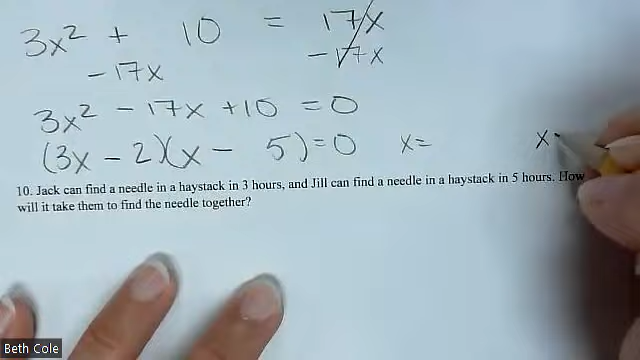 3x² + 10 = 17x
-17x -17x
3x² - 17x + 10 = 0
(3x - 2)(x - 5) = 0 x= x=
10. Jack can find a needle in a haystack in 3 hours, and Jill can find a needle in a haystack in 5 hours. How
will it take them to find the needle together?
Beth Cole